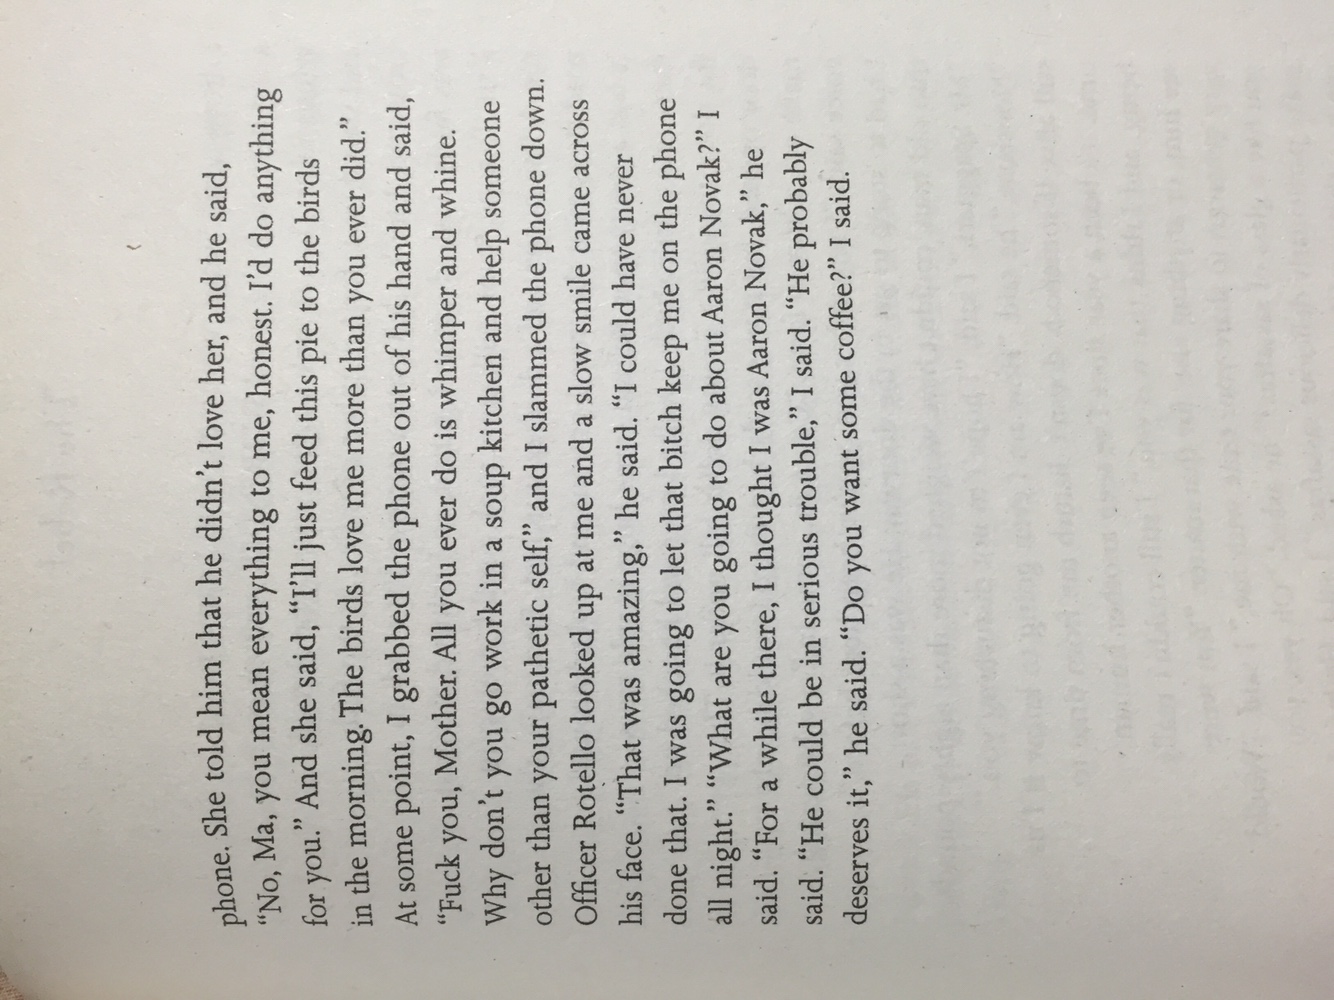 phone. She told him that he didn’t love her, and he said,
“No, Ma, you mean everything to me, honest. I’d do anything
for you.” And she said, “I’ll just feed this pie to the birds
in the morning. The birds love me more than you ever did.”
At some point, I grabbed the phone out of his hand and said,
“Fuck you, Mother. All you ever do is whimper and whine.
Why don’t you go work in a soup kitchen and help someone
other than your pathetic self,” and I slammed the phone down.
Officer Rotello looked up at me and a slow smile came across
his face. “That was amazing,” he said. “I could have never
done that. I was going to let that bitch keep me on the phone
all night.” “What are you going to do about Aaron Novak?” I
said. “For a while there, I thought I was Aaron Novak,” he
said. “He could be in serious trouble,” I said. “He probably
deserves it,” he said. “Do you want some coffee?” I said.